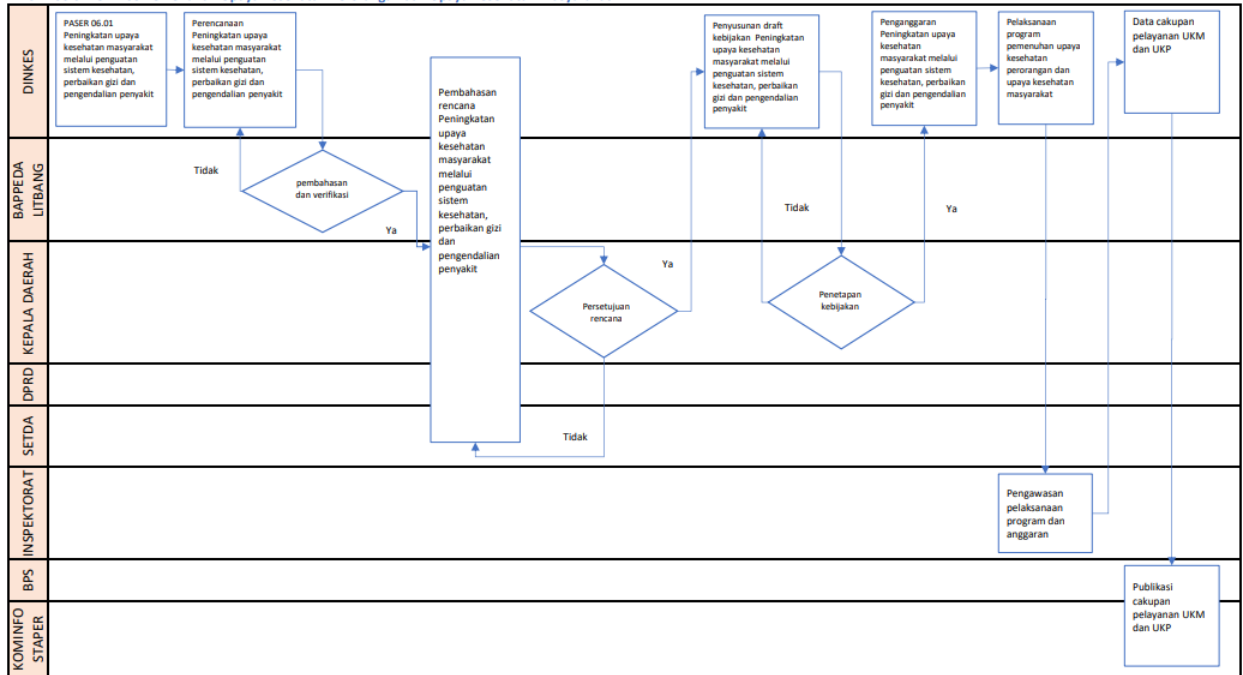 DINKES
PASER 06.01
Peningkatan upaya
kesehatan masyarakat
melalui penguatan
sistem kesehatan,
perbaikan gizi dan
pengendalian penyakit
Perencanaan
Peningkatan upaya
kesehatan masyarakat
melalui penguatan
sistem kesehatan,
perbaikan gizi dan
pengendalian penyakit
Penyusunan draft
kebijakan Peningkatan
upaya kesehatan
masyarakat melalui
penguatan sistem
kesehatan, perbaikan gizi
dan pengendalian
penyakit
Penganggaran
Peningkatan upaya
kesehatan
masyarakat melalui
penguatan sistem
kesehatan, perbaikan
gizi dan pengendalian
penyakit
Pelaksanaan
program
pemenuhan upaya
kesehatan
perorangan dan
upaya kesehatan
masyarakat
Data cakupan
pelayanan UKM
dan UKP
Pembahasan
rencana
Peningkatan
upaya
kesehatan
masyarakat
melalui
penguatan
sistem
kesehatan,
perbaikan gizi
dan
pengendalian
penyakit
BAPPEDA
LITBANG
Tidak
pembahasan
dan verifikasi
Ya
Tidak
Ya
KEPALA DAERAH
Ya
Persetujuan
rencana
Penetapan
kebijakan
DPRD
SETDA
Tidak
INSPEKTORAT
Pengawasan
pelaksanaan
program dan
anggaran
BPS
Publikasi
cakupan
pelayanan UKM
dan UKP
KOMINFO
STAPER